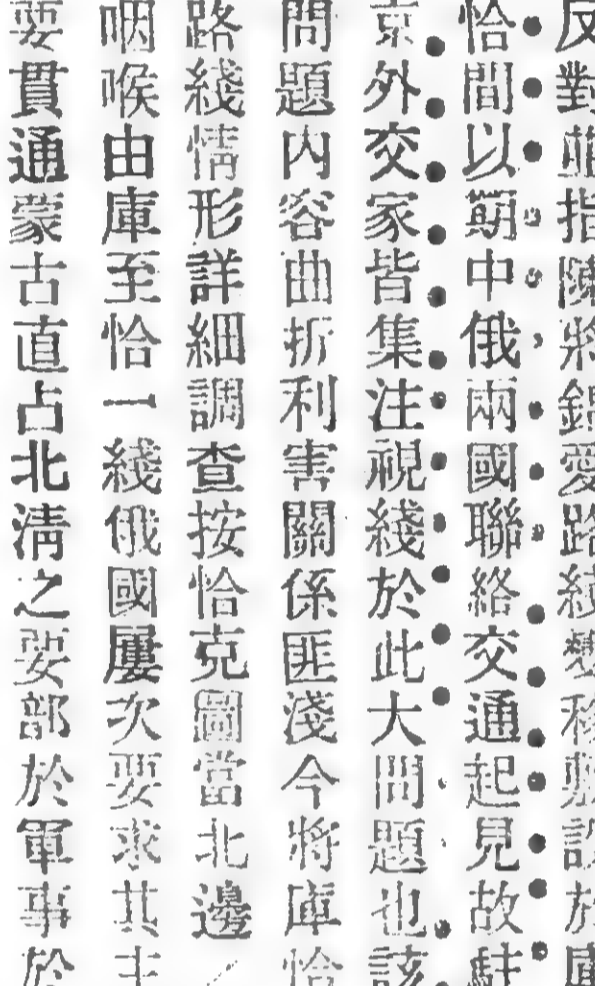 反對並指陳將錦愛路綫變移敷設於庫
恰間以期中俄兩國聯絡交通起見故駐
京外交家皆集注視綫於此大問題也該
問題內容曲折利害關係匪淺今將庫恰
路綫情形詳細調查按恰克圖當北邊
咽喉由庫至恰一綫俄國屢次要求其主
要貫通蒙古直占北清之要部於軍事於